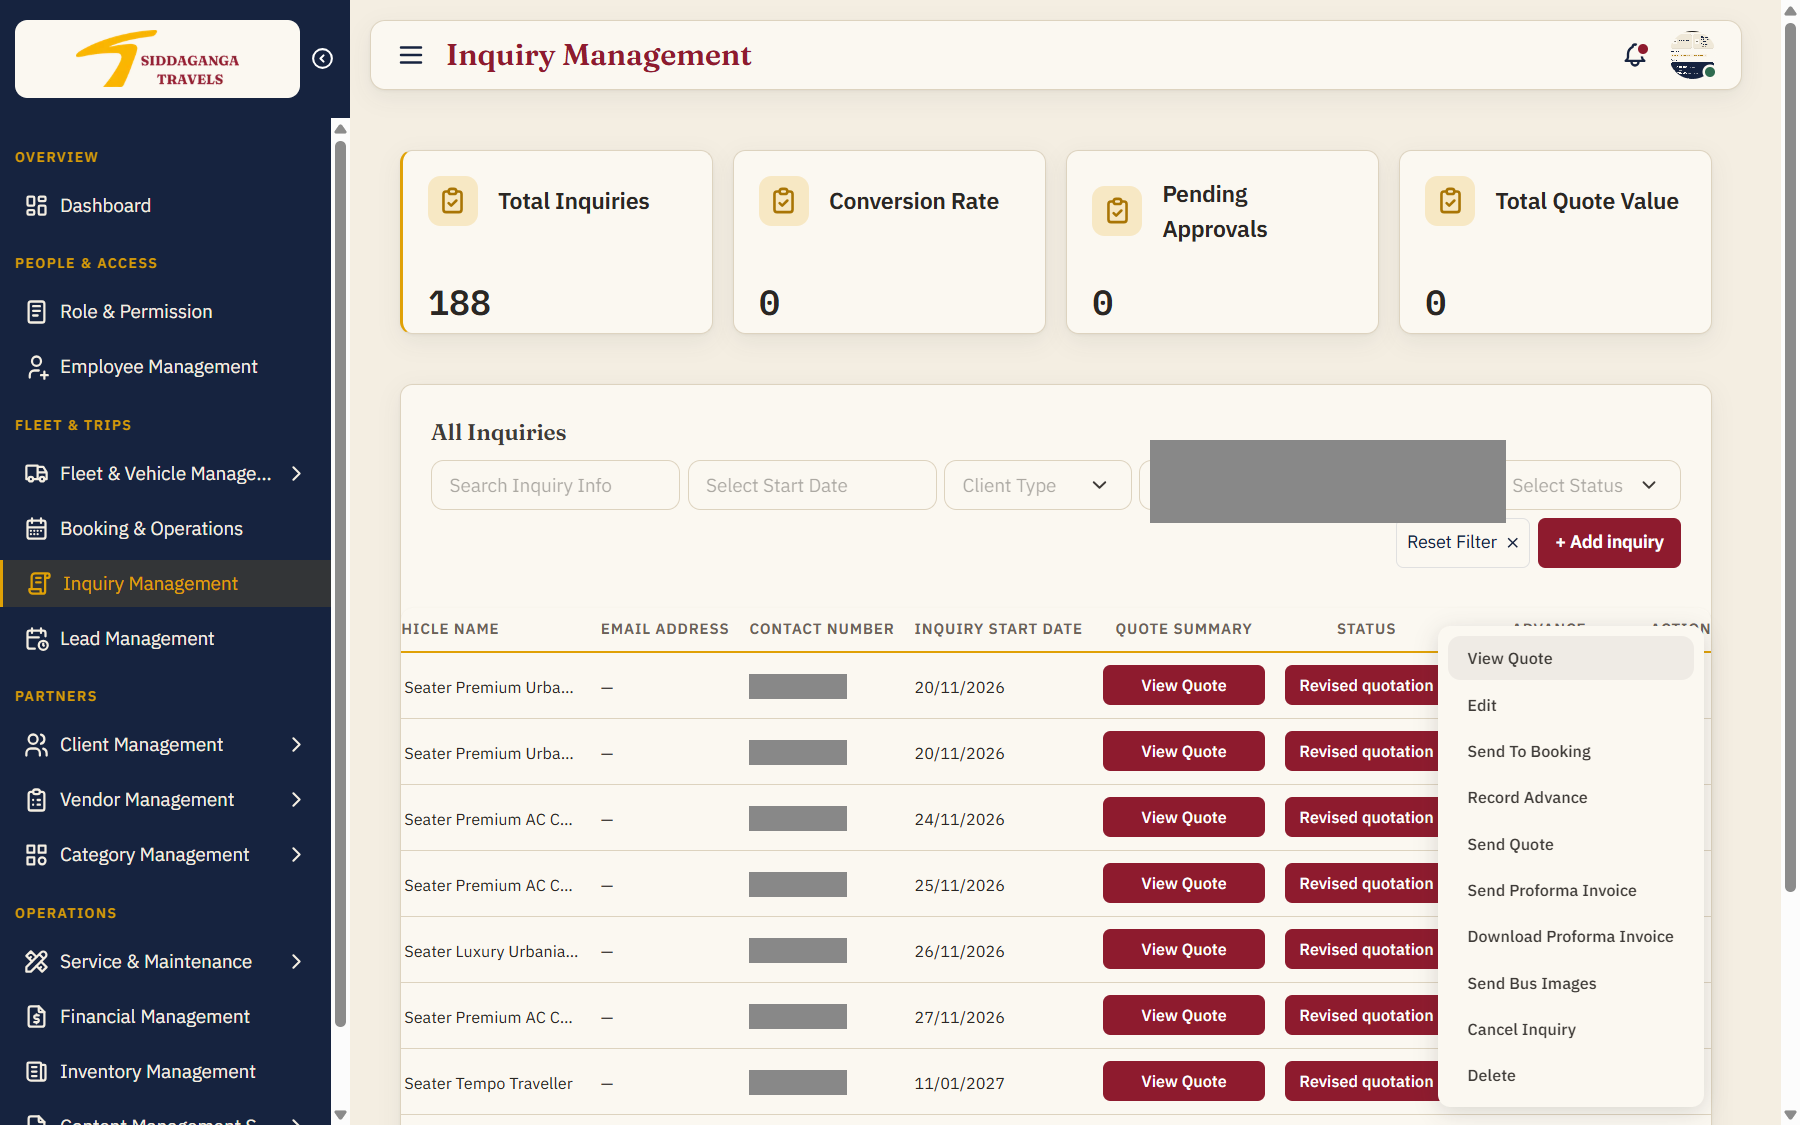 SIDDAGANGA
TRAVELS
OVERVIEW
Dashboard
PEOPLE & ACCESS
Role & Permission
Employee Management
FLEET & TRIPS
Fleet & Vehicle Manage...
Booking & Operations
Inquiry Management
Lead Management
PARTNERS
Client Management
Vendor Management
Category Management
OPERATIONS
Service & Maintenance
Financial Management
Inventory Management
Content Management S...
Inquiry Management
Total Inquiries
188
Conversion Rate
0
Pending
Approvals
0
Total Quote Value
0
All Inquiries
Search Inquiry Info
Select Start Date
Client Type
Select Status
Reset Filter ×
+ Add inquiry
HICLE NAME EMAIL ADDRESS CONTACT NUMBER INQUIRY START DATE QUOTE SUMMARY STATUS ADVANCE ACTION
Seater Premium Urba... – 20/11/2026 View Quote Revised quotation
Seater Premium Urba... – 20/11/2026 View Quote Revised quotation
Seater Premium AC C... – 24/11/2026 View Quote Revised quotation
Seater Premium AC C... – 25/11/2026 View Quote Revised quotation
Seater Luxury Urbania... – 26/11/2026 View Quote Revised quotation
Seater Premium AC C... – 27/11/2026 View Quote Revised quotation
Seater Tempo Traveller – 11/01/2027 View Quote Revised quotation
View Quote
Edit
Send To Booking
Record Advance
Send Quote
Send Proforma Invoice
Download Proforma Invoice
Send Bus Images
Cancel Inquiry
Delete